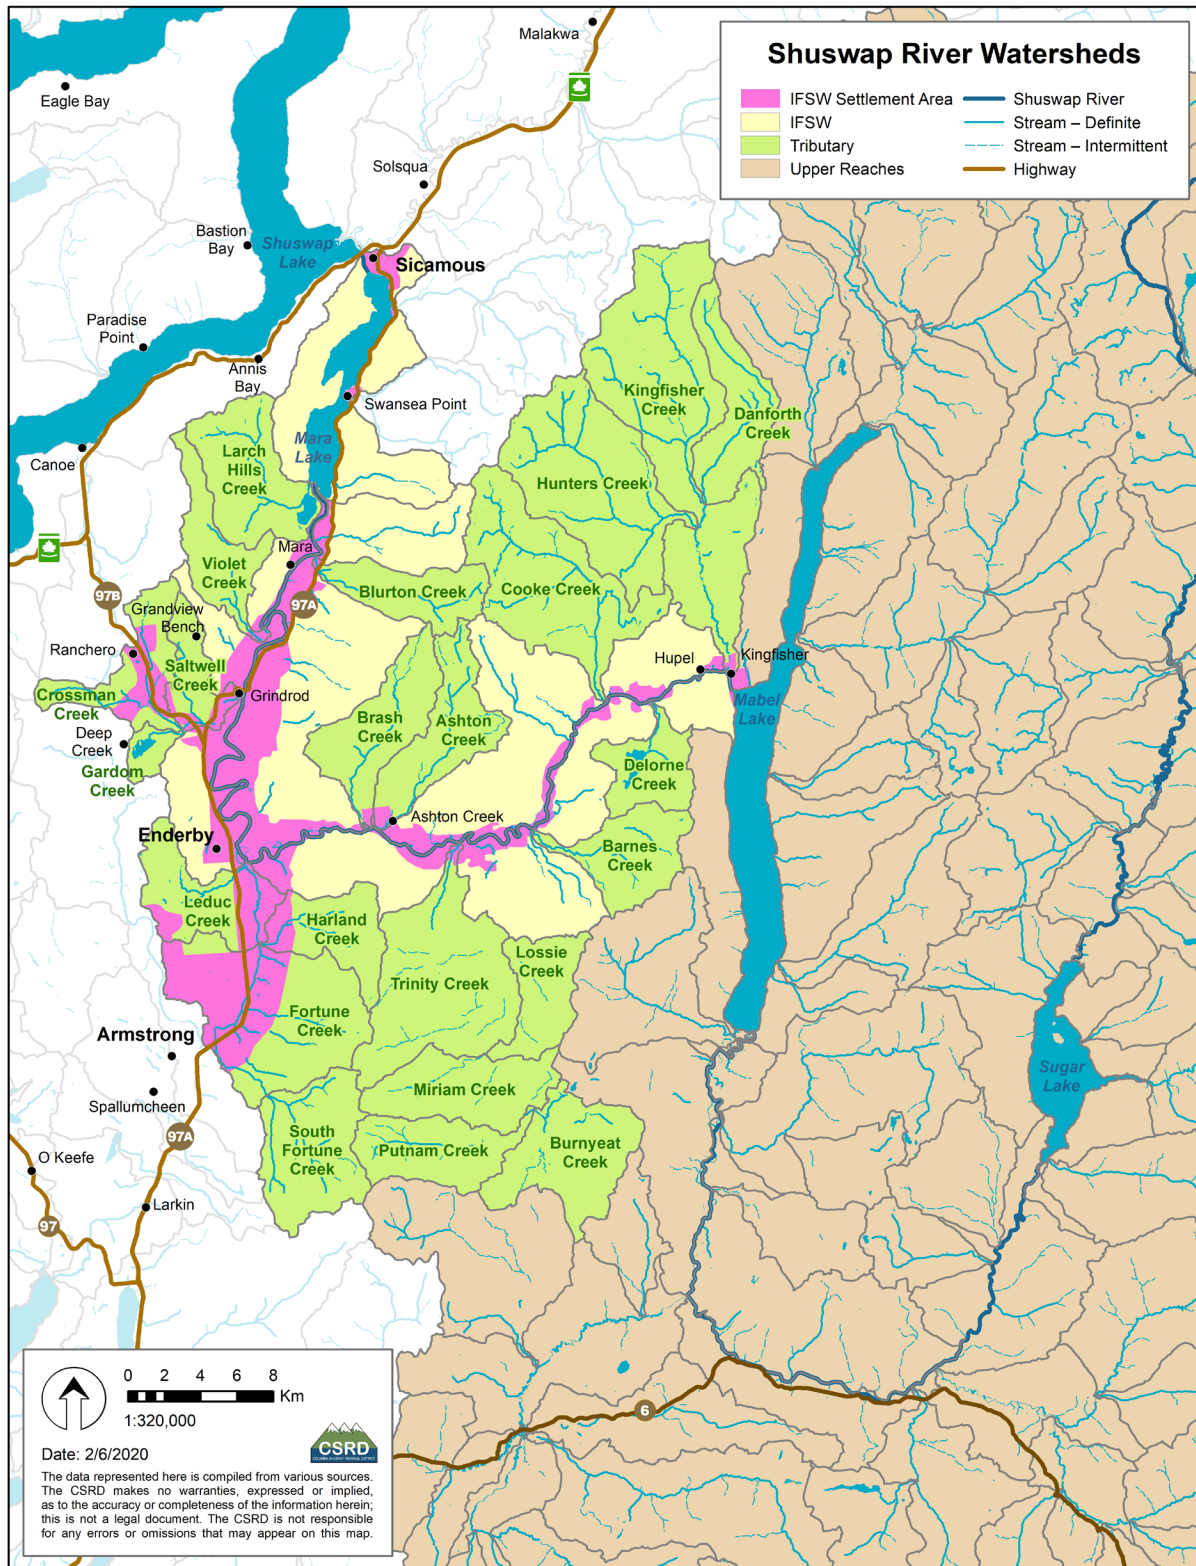 Shuswap River Watersheds
IFSW Settlement Area
IFSW
Tributary
Upper Reaches
Shuswap River
Stream – Definite
Stream – Intermittent
Highway
Malakwa
Eagle Bay
Solsqua
Bastion
Bay
Shuswap
Lake
Sicamous
Paradise
Point
Annis
Bay
Swansea Point
Kingfisher
Creek
Danforth
Creek
Mara
Lake
Larch
Hills
Creek
Canoe
Hunters Creek
Mara
Violet
Creek
Blurton Creek
Cooke Creek
97B
97A
Grandview
Bench
Ranchero
Saltwell
Creek
Hupel
Kingfisher
Mabel
Lake
Crossman
Creek
Grindrod
Deep
Creek
Brash
Creek
Ashton
Creek
Gardom
Creek
Delorne
Creek
Enderby
Ashton Creek
Barnes
Creek
Leduc
Creek
Harland
Creek
Lossie
Creek
Trinity Creek
Fortune
Creek
Armstrong
Sugar
Lake
Miriam Creek
Spallumcheen
97A
South
Fortune
Creek
Putnam Creek
Burnyeat
Creek
O Keefe
Larkin
97
6
0 2 4 6 8
Km
1:320,000
Date: 2/6/2020
CSRD
COLUMBIA SHUSWAP REGIONAL DISTRICT
The data represented here is compiled from various sources.
The CSRD makes no warranties, expressed or implied,
as to the accuracy or completeness of the information herein;
this is not a legal document. The CSRD is not responsible
for any errors or omissions that may appear on this map.